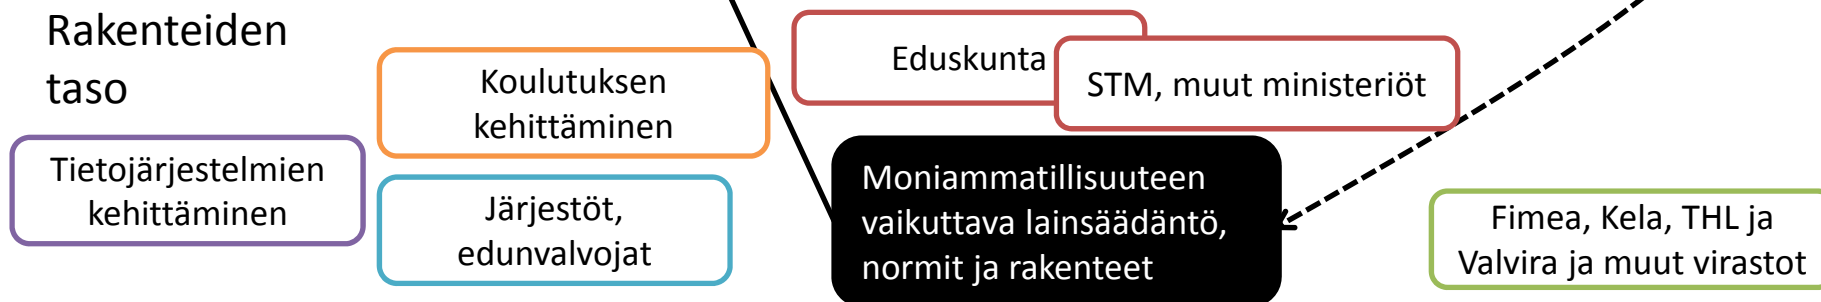 Rakenteiden
taso
Koulutuksen
kehittäminen
Eduskunta
STM, muut ministeriöt
Tietojärjestelmien
kehittäminen
Järjestöt,
edunvalvojat
Moniammatillisuuteen
vaikuttava lainsäädäntö,
normit ja rakenteet
Fimea, Kela, THL ja
Valvira ja muut virastot